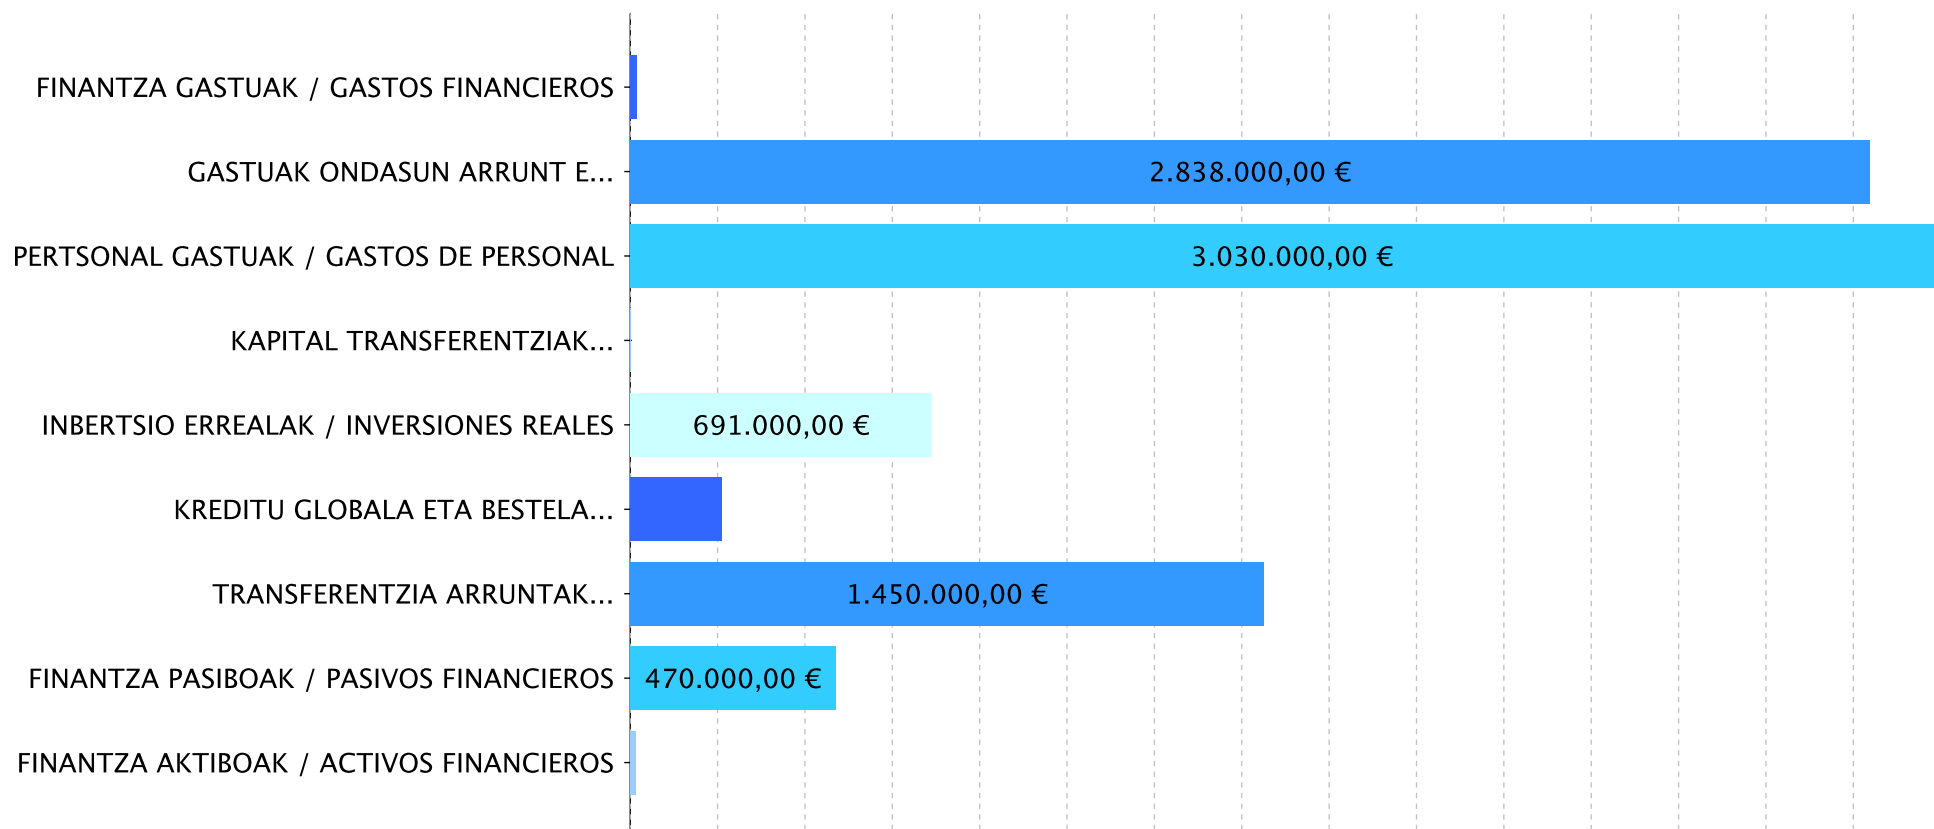 FINANTZA GASTUAK / GASTOS FINANCIEROS
GASTUAK ONDASUN ARRUNT E... 2.838.000,00 €
PERTSONAL GASTUAK / GASTOS DE PERSONAL 3.030.000,00 €
KAPITAL TRANSFERENTZIAK...
INBERTSIO ERREALAK / INVERSIONES REALES 691.000,00 €
KREDITU GLOBALA ETA BESTELA...
TRANSFERENTZIA ARRUNTAK... 1.450.000,00 €
FINANTZA PASIBOAK / PASIVOS FINANCIEROS 470.000,00 €
FINANTZA AKTIBOAK / ACTIVOS FINANCIEROS